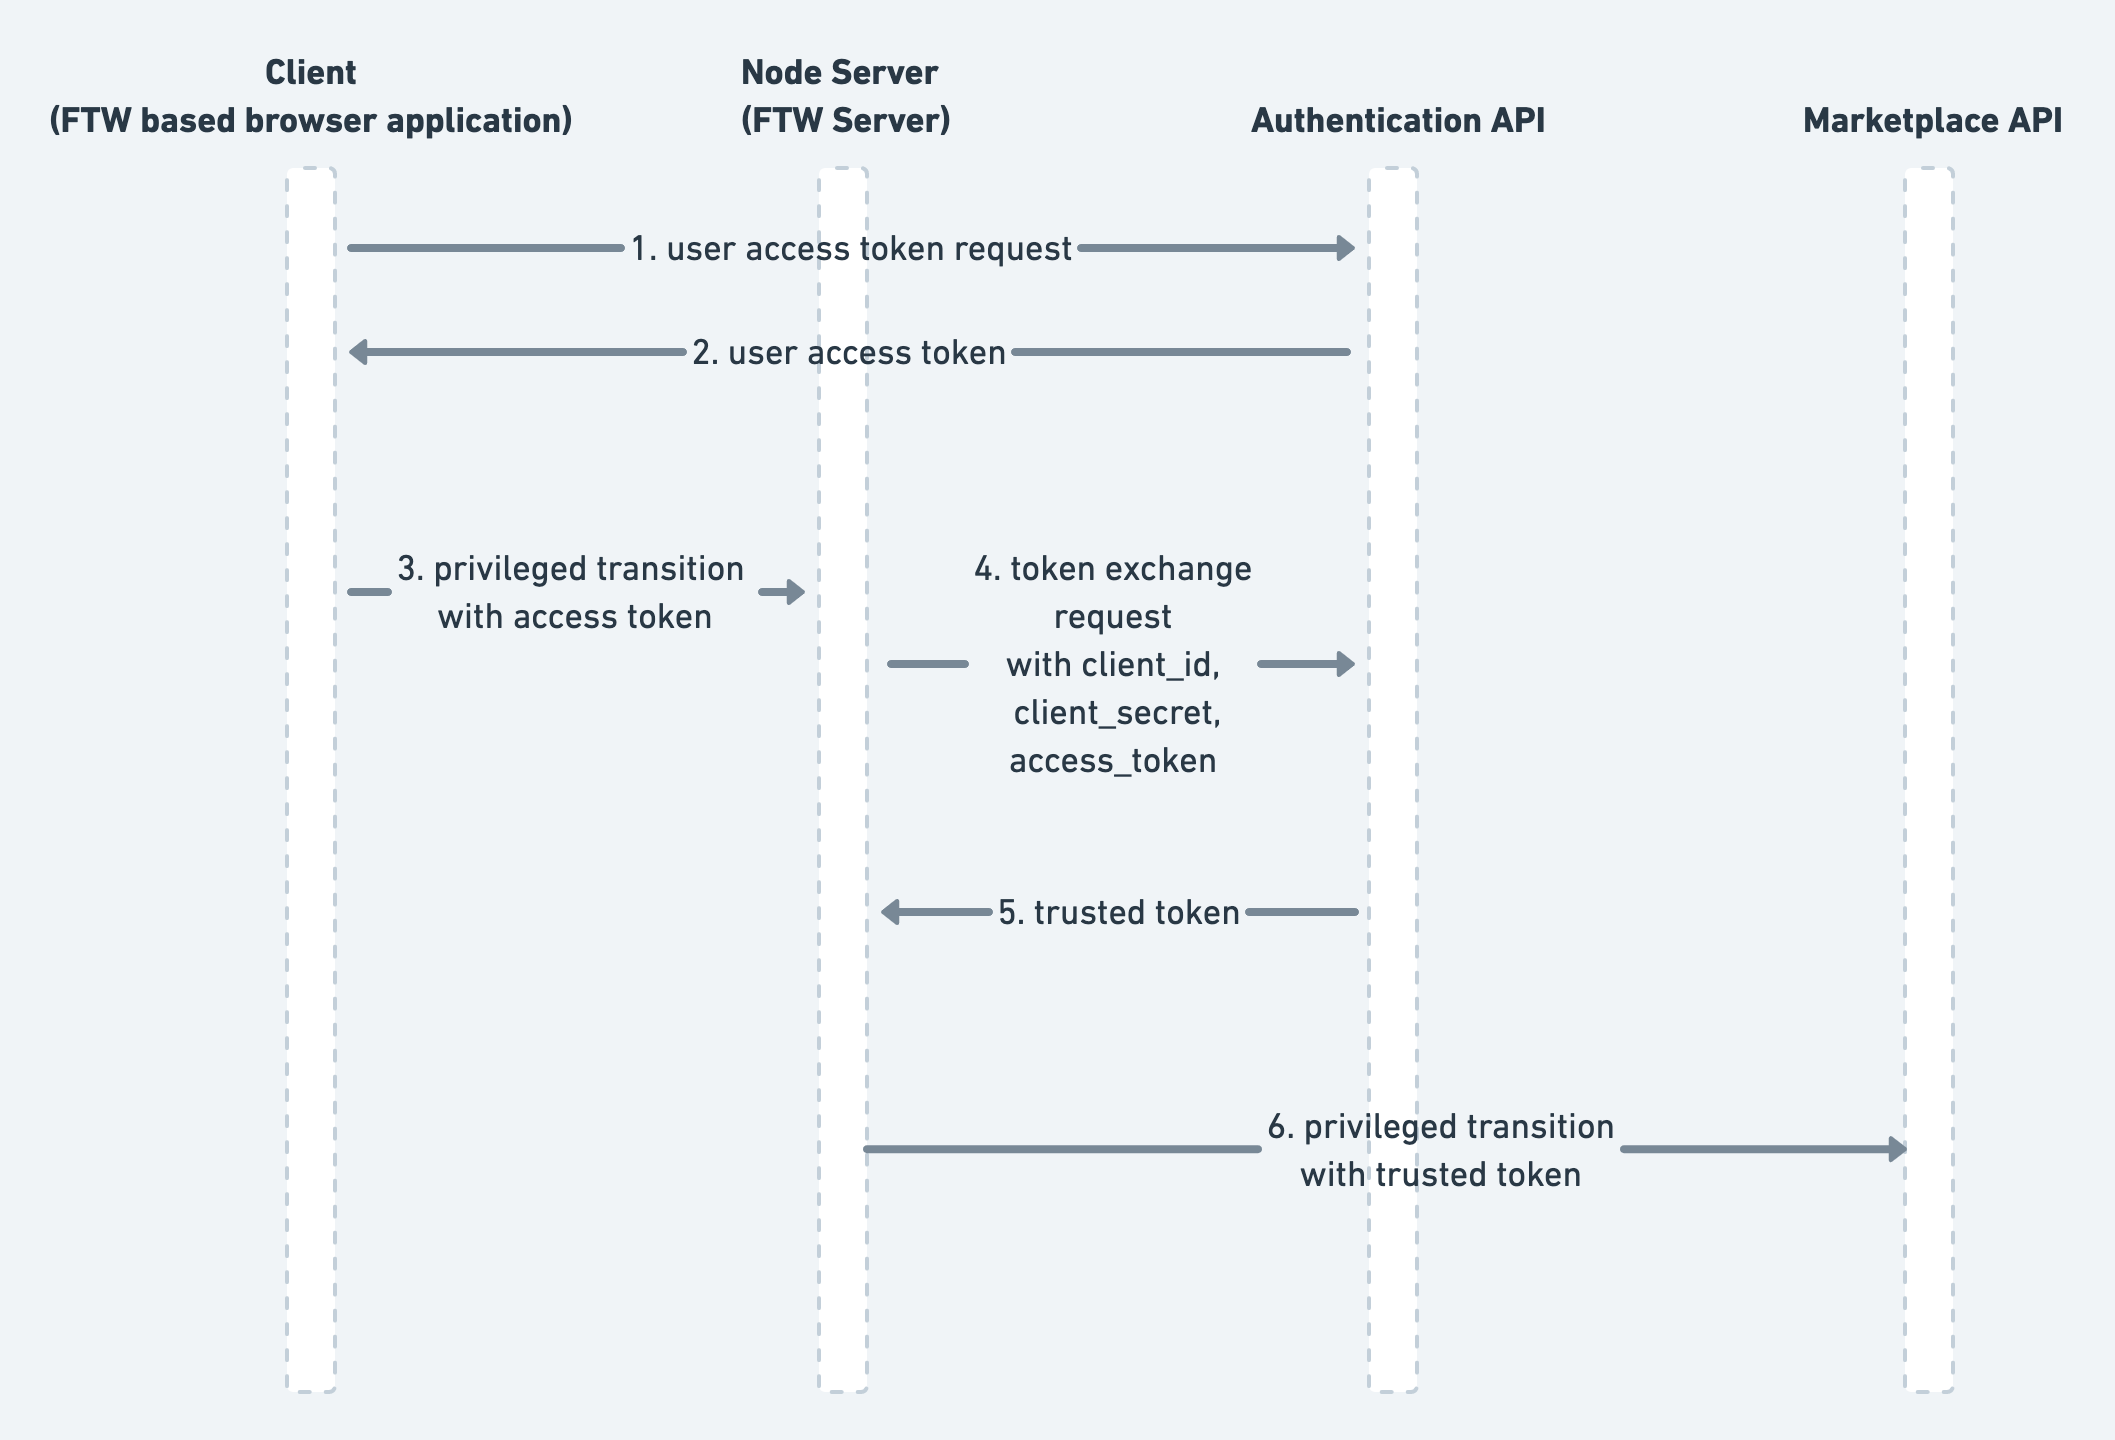 Client
(FTW based browser application)
Node Server
(FTW Server)
Authentication API
Marketplace API
1. user access token request
2. user access token
3. privileged transition
with access token
4. token exchange
request
with client_id,
client_secret,
access_token
5. trusted token
6. privileged transition
with trusted token